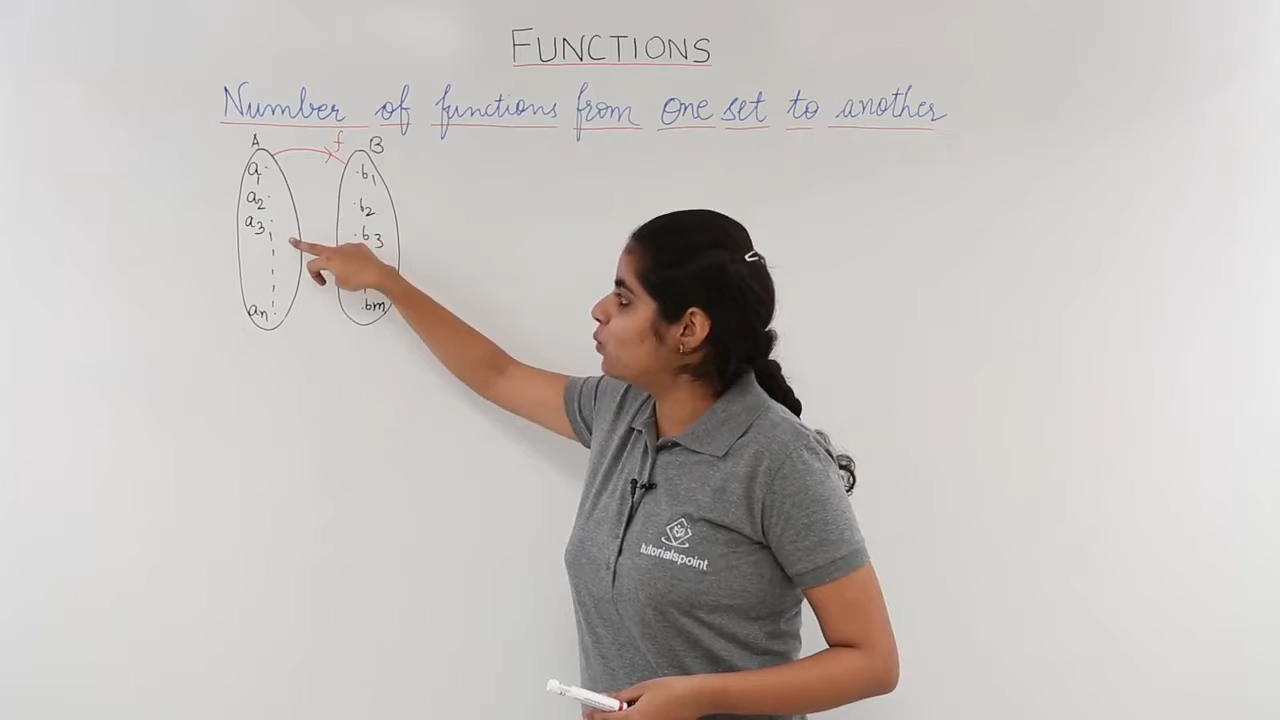 FUNCTIONS
Number of functions from one set to another
A f B
a1 b1
a2 b2
a3 b3
an bm
tutorialspoint